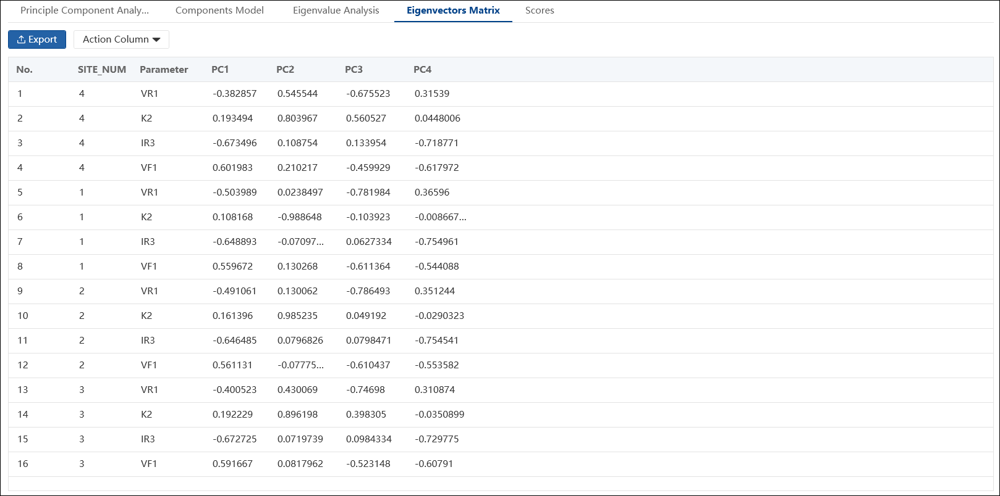 Principle Component Analy... Components Model Eigenvalue Analysis Eigenvectors Matrix Scores
Export Action Column
No. SITE_NUM Parameter PC1 PC2 PC3 PC4
1 4 VR1 -0.382857 0.545544 -0.675523 0.31539
2 4 K2 0.193494 0.803967 0.560527 0.0448006
3 4 IR3 -0.673496 0.108754 0.133954 -0.718771
4 4 VF1 0.601983 0.210217 -0.459929 -0.617972
5 1 VR1 -0.503989 0.0238497 -0.781984 0.36596
6 1 K2 0.108168 -0.988648 -0.103923 -0.008667...
7 1 IR3 -0.648893 -0.07097... 0.0627334 -0.754961
8 1 VF1 0.559672 0.130268 -0.611364 -0.544088
9 2 VR1 -0.491061 0.130062 -0.786493 0.351244
10 2 K2 0.161396 0.985235 0.049192 -0.0290323
11 2 IR3 -0.646485 0.0796826 0.0798471 -0.754541
12 2 VF1 0.561131 -0.07775... -0.610437 -0.553582
13 3 VR1 -0.400523 0.430069 -0.74698 0.310874
14 3 K2 0.192229 0.896198 0.398305 -0.0350899
15 3 IR3 -0.672725 0.0719739 0.0984334 -0.729775
16 3 VF1 0.591667 0.0817962 -0.523148 -0.60791